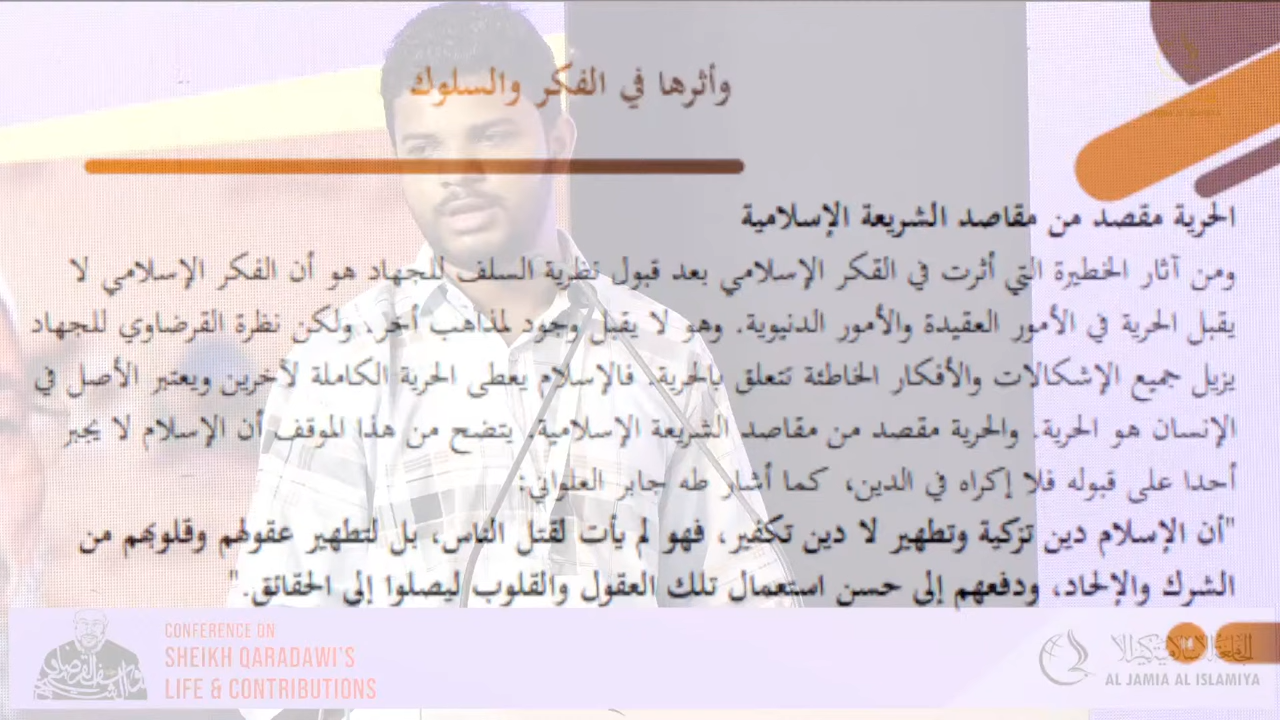 وأثرها في الفكر والسلوك
الحرية مقصد من مقاصد الشريعة الإسلامية
ومن آثار الخطيرة التي أثرت في القكر الإسلامي بعد قبول نظرية السلف للجهاد هو أن الفكر الإسلامي لا
يقبل الحرية في الأمور العقيدة والأمور الدنيوية. وهو لا يقبل وجود لمذاهب أخر. ولكن نظرة القرضاوي للجهاد
يزيل جميع الإشكالات والأفكار الخاطئة تتعلق بالحرية. فالإسلام يعطى الحرية الكاملة لآخرين ويعتبر الأصل في
الإنسان هو الحرية. والحرية مقصد من مقاصد الشريعة الإسلامية. يتضح من هذا الموقف أن الإسلام لا يجبر
أحدا على قبوله فلا إكراه في الدين، كما أشار طه جابر العلواني:
"أن الإسلام دين تزكية وتطهير لا دين تكفير، فهو لم يأت لقتل الناس، بل لتطهير عقولهم وقلوبهم من
الشرك والإلحاد، ودفعهم إلى حسن استعمال تلك العقول والقلوب ليصلوا إلى الحقائق."
CONFERENCE ON
SHEIKH QARADAWI'S
LIFE & CONTRIBUTIONS
AL JAMIA AL ISLAMIYA